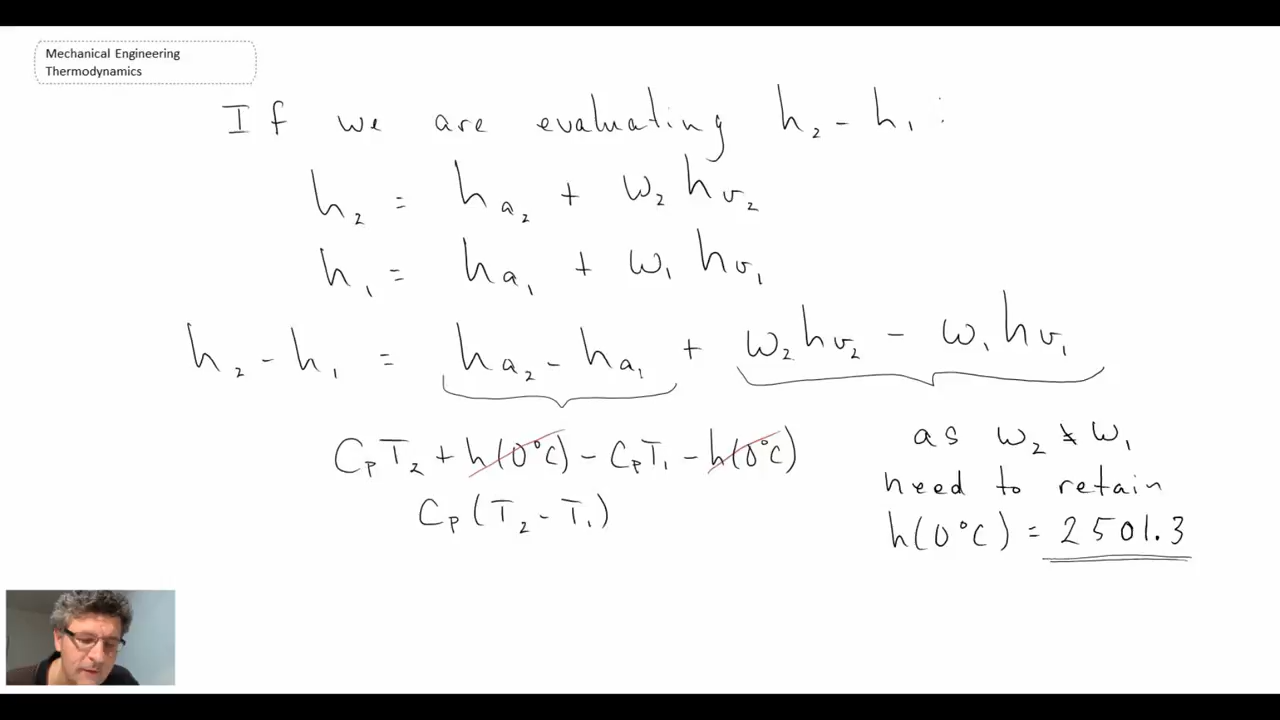 Mechanical Engineering
Thermodynamics
If we are evaluating h₂ - h₁ :
h₂ = hₐ₂ + ω₂ hᵥ₂
h₁ = hₐ₁ + ω₁ hᵥ₁
h₂ - h₁ = hₐ₂ - hₐ₁ + ω₂ hᵥ₂ - ω₁ hᵥ₁
CₚT₂ + h(0°C) - CₚT₁ - h(0°C)
Cₚ(T₂ - T₁)
as ω₂ ≠ ω₁
need to retain
h(0°C) = 2501.3